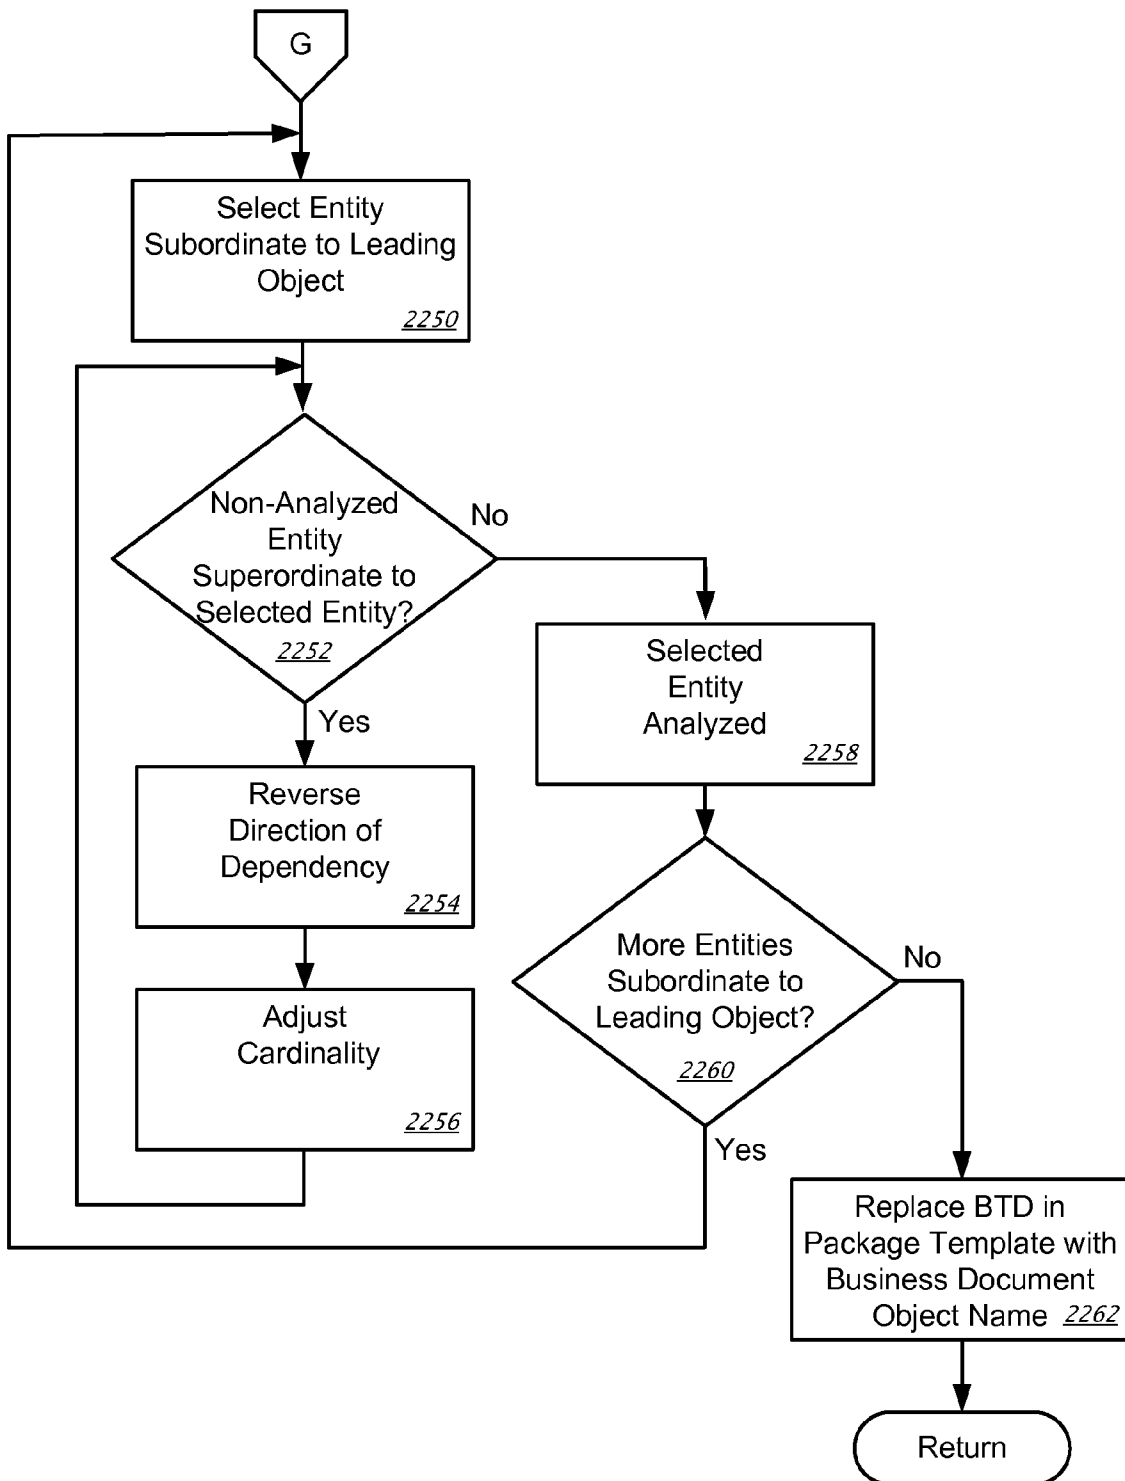 G
Select Entity
Subordinate to Leading
Object
2250
Non-Analyzed
Entity
Superordinate to
Selected Entity?
2252
No
Yes
Selected
Entity
Analyzed
2258
Reverse
Direction of
Dependency
2254
More Entities
Subordinate to
Leading Object?
2260
No
Yes
Adjust
Cardinality
2256
Replace BTD in
Package Template with
Business Document
Object Name 2262
Return